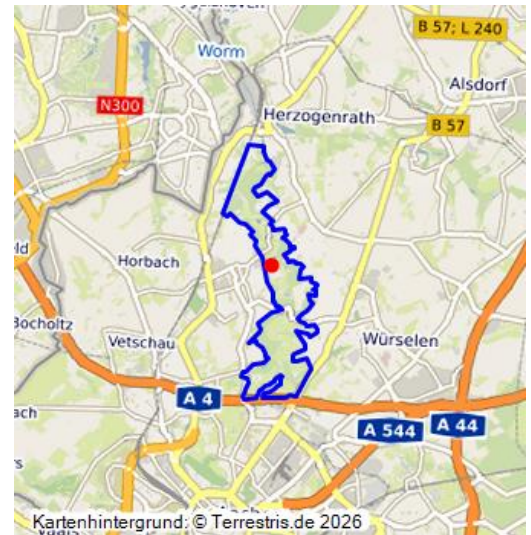 Worm
B 57; L 240
Alsdorf
N300
Herzogenrath
B 57
Horbach
Bocholtz
Vetschau
Würselen
A 4
A 544
A 44
Kartenhintergrund: © Terrestris.de 2026